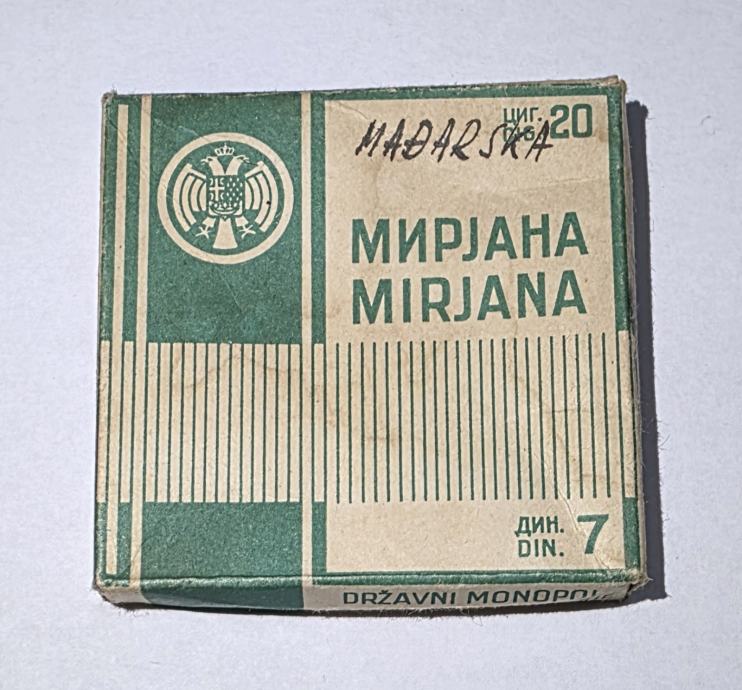 ЦИГ. 20
MAĐARSKA
МИРЈАНА
MIRJANA
ДИН. 7
DIN.
DRŽAVNI MONOPOL